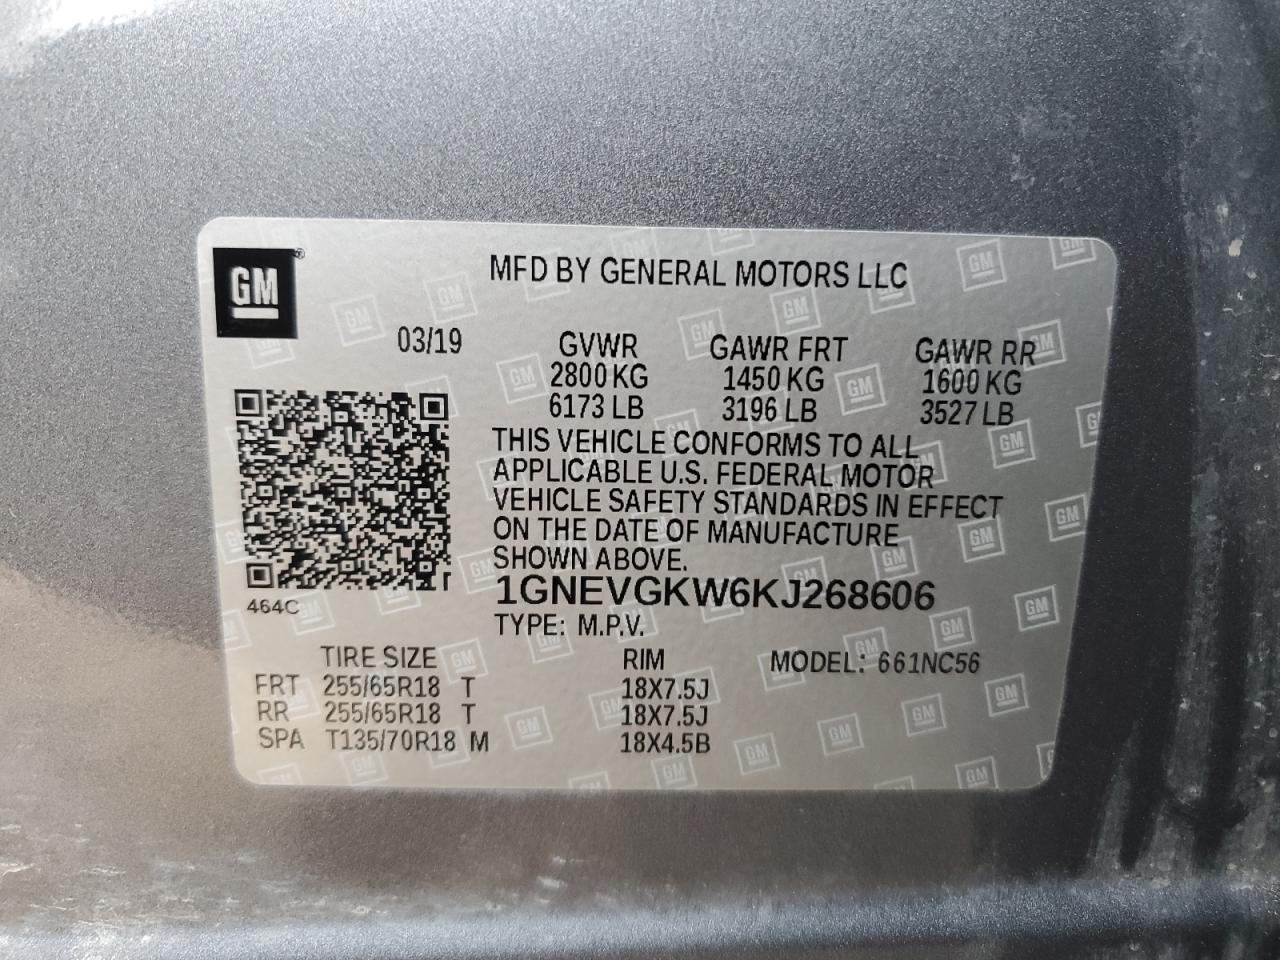 GM
MFD BY GENERAL MOTORS LLC
03/19 GVWR GAWR FRT GAWR RR
2800 KG 1450 KG 1600 KG
6173 LB 3196 LB 3527 LB
THIS VEHICLE CONFORMS TO ALL
APPLICABLE U.S. FEDERAL MOTOR
VEHICLE SAFETY STANDARDS IN EFFECT
ON THE DATE OF MANUFACTURE
SHOWN ABOVE.
464C
1GNEVGKW6KJ268606
TYPE: M.P.V.
TIRE SIZE RIM MODEL: 661NC56
FRT 255/65R18 T 18X7.5J
RR 255/65R18 T 18X7.5J
SPA T135/70R18 M 18X4.5B